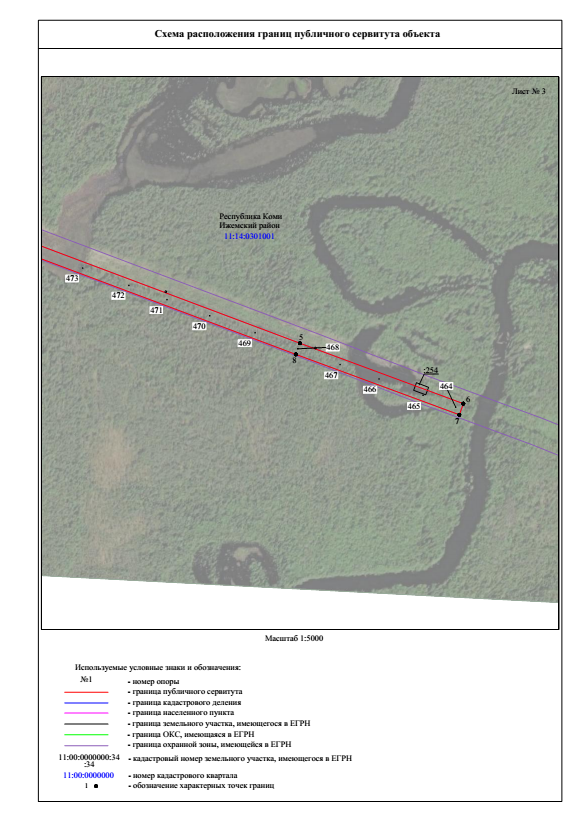 Схема расположения границ публичного сервитута объекта
Лист № 3
Республика Коми
Ижемский район
11:14:0301001
473
472
471
470
469
5
468
8
467
466
:254
464
465
6
7
Масштаб 1:5000
Используемые условные знаки и обозначения:
№1 - номер опоры
- граница публичного сервитута
- граница кадастрового деления
- граница населенного пункта
- граница земельного участка, имеющегося в ЕГРН
- граница ОКС, имеющаяся в ЕГРН
- граница охранной зоны, имеющейся в ЕГРН
11:00:0000000:34 - кадастровый номер земельного участка, имеющегося в ЕГРН
:34
11:00:0000000 - номер кадастрового квартала
1 - обозначение характерных точек границ